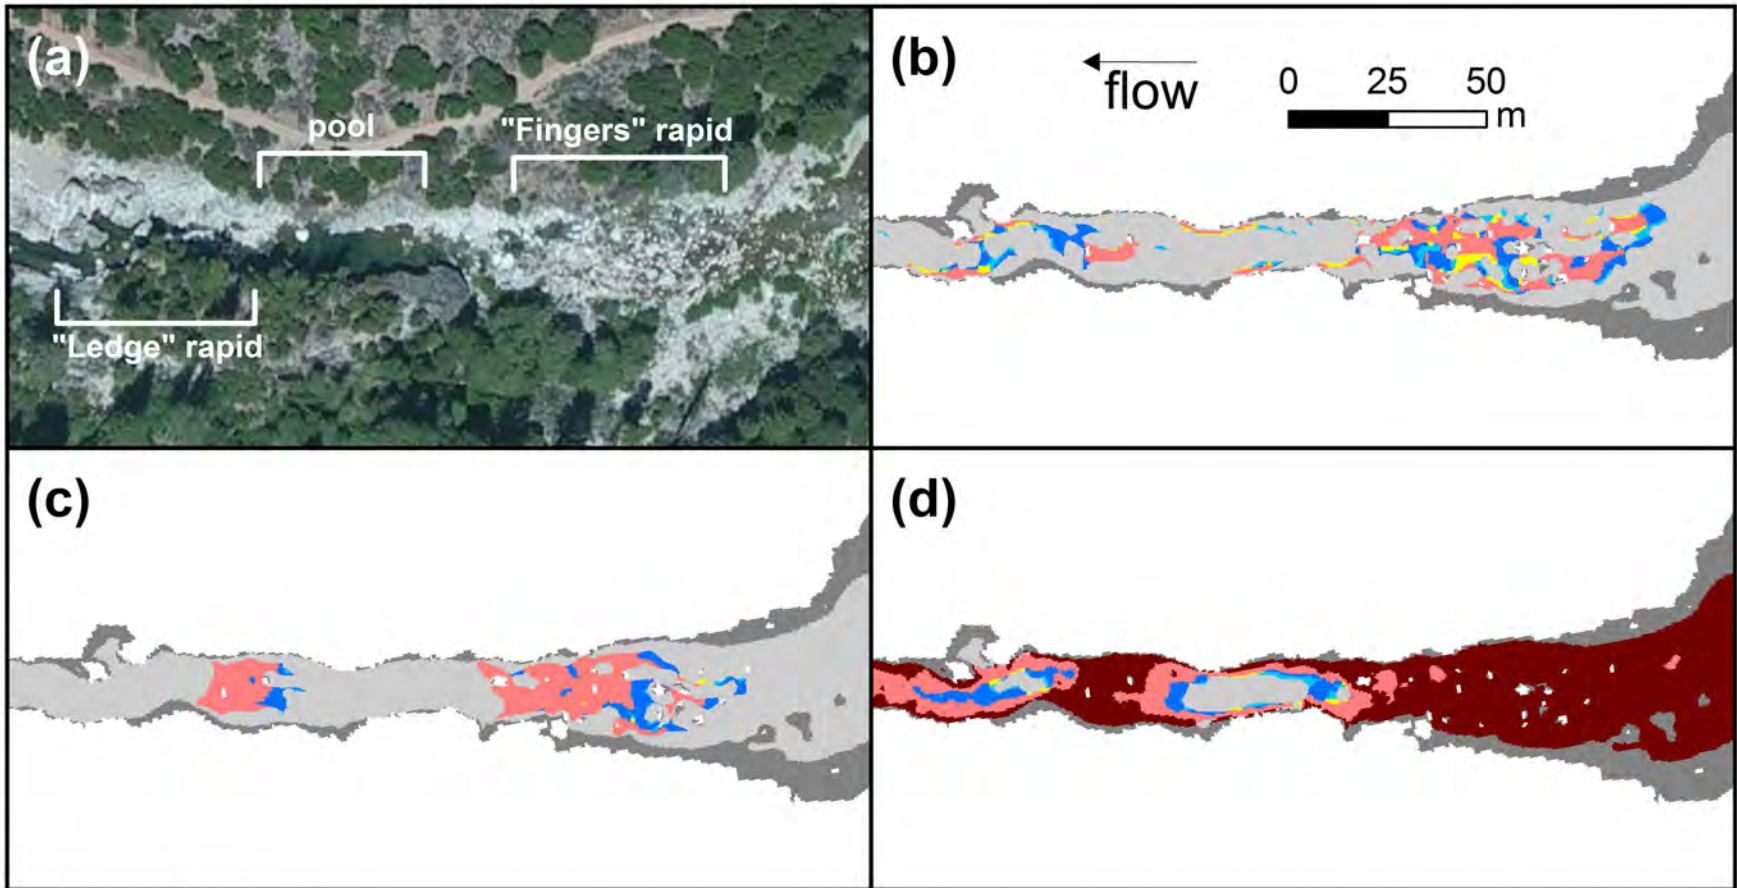 (a)
pool
"Fingers" rapid
"Ledge" rapid
(b)
flow
0 25 50
m
(c)
(d)